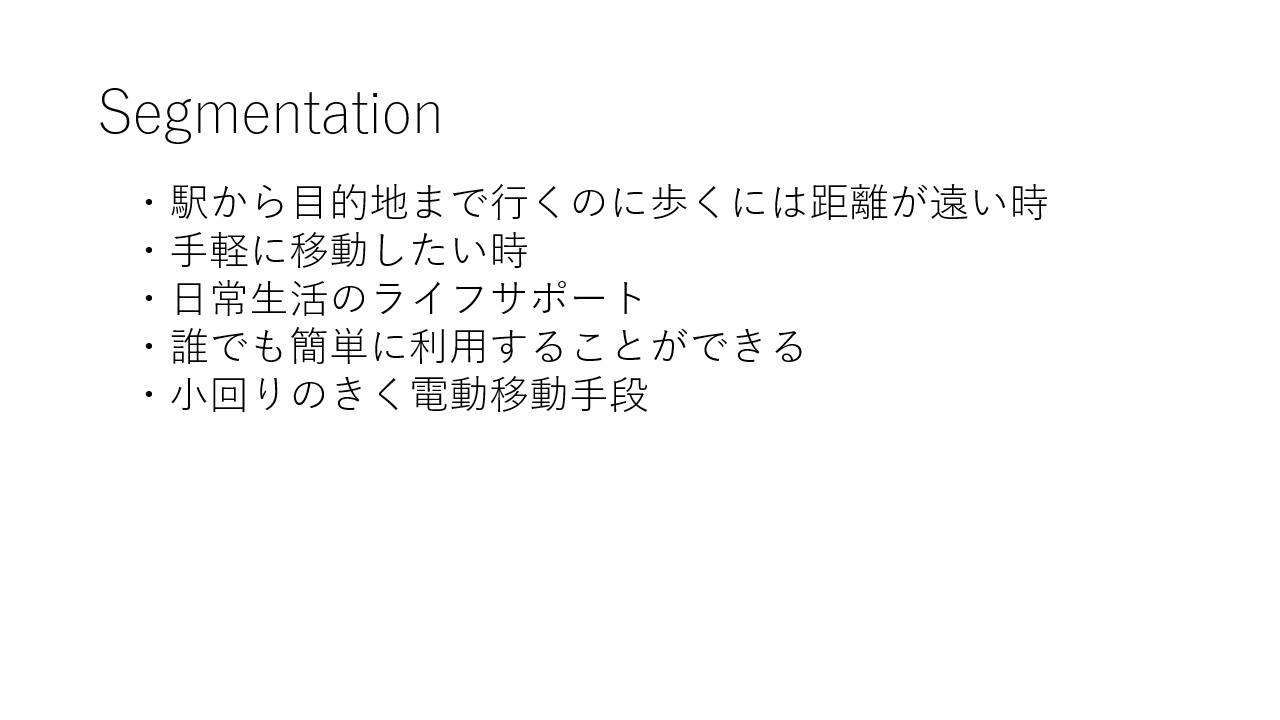 Segmentation
・駅から目的地まで行くのに歩くには距離が遠い時
・手軽に移動したい時
・日常生活のライフサポート
・誰でも簡単に利用することができる
・小回りのきく電動移動手段